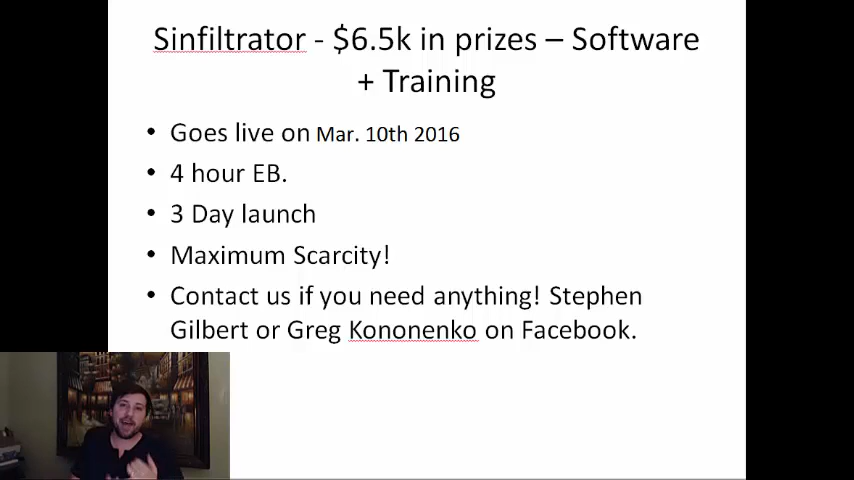 Sinfiltrator - $6.5k in prizes – Software
+ Training
• Goes live on Mar. 10th 2016
• 4 hour EB.
• 3 Day launch
• Maximum Scarcity!
• Contact us if you need anything! Stephen
Gilbert or Greg Kononenko on Facebook.